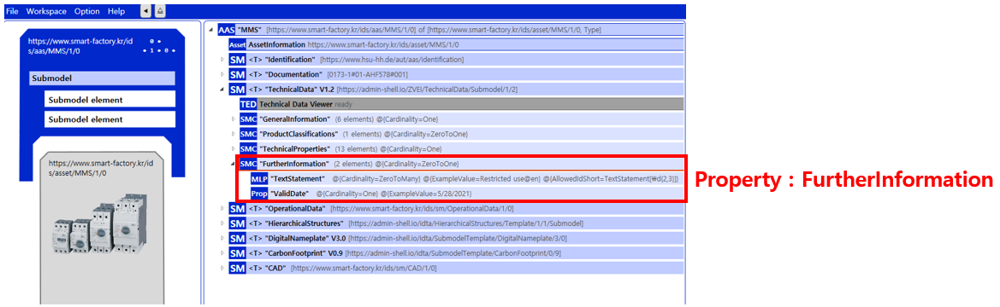 File Workspace Option Help
https://www.smart-factory.kr/id
s/aas/MMS/1/0
0
1 0
Submodel
Submodel element
Submodel element
https://www.smart-factory.kr/id
s/asset/MMS/1/0
AAS "MMS" [https://www.smart-factory.kr/ids/aas/MMS/1/0] of [https://www.smart-factory.kr/ids/asset/MMS/1/0, Type]
Asset AssetInformation https://www.smart-factory.kr/ids/asset/MMS/1/0
SM <T> "Identification" [https://www.hsu-hh.de/aut/aas/identification]
SM <T> "Documentation" [0173-1#01-AHF578#001]
SM <T> "TechnicalData" V1.2 [https://admin-shell.io/ZVEI/TechnicalData/Submodel/1/2]
TED Technical Data Viewer ready
SMC "GeneralInformation" (6 elements) @{Cardinality=One}
SMC "ProductClassifications" (1 elements) @{Cardinality=ZeroToOne}
SMC "TechnicalProperties" (13 elements) @{Cardinality=One}
SMC "FurtherInformation" (2 elements) @{Cardinality=ZeroToOne}
MLP "TextStatement" @{Cardinality=ZeroToMany} @{ExampleValue=Restricted use@en} @{AllowedIdShort=TextStatement[₩d{2,3}]}
Prop "ValidDate" @{Cardinality=One} @{ExampleValue=5/28/2021}
SM <T> "OperationalData" [https://www.smart-factory.kr/ids/sm/OperationalData/1/0]
SM <T> "HierarchicalStructures" [https://admin-shell.io/idta/HierarchicalStructures/Template/1/1/Submodel]
SM <T> "DigitalNameplate" V3.0 [https://admin-shell.io/idta/SubmodelTemplate/DigitalNameplate/3/0]
SM <T> "CarbonFootprint" V0.9 [https://admin-shell.io/idta/SubmodelTemplate/CarbonFootprint/0/9]
SM <T> "CAD" [https://www.smart-factory.kr/ids/sm/CAD/1/0]
Property : FurtherInformation